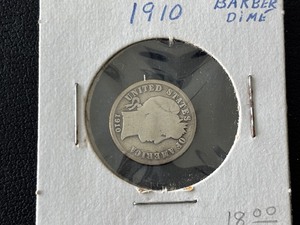 1910
BARBER
DIME
UNITED STATES
OF AMERICA
1910
18.00